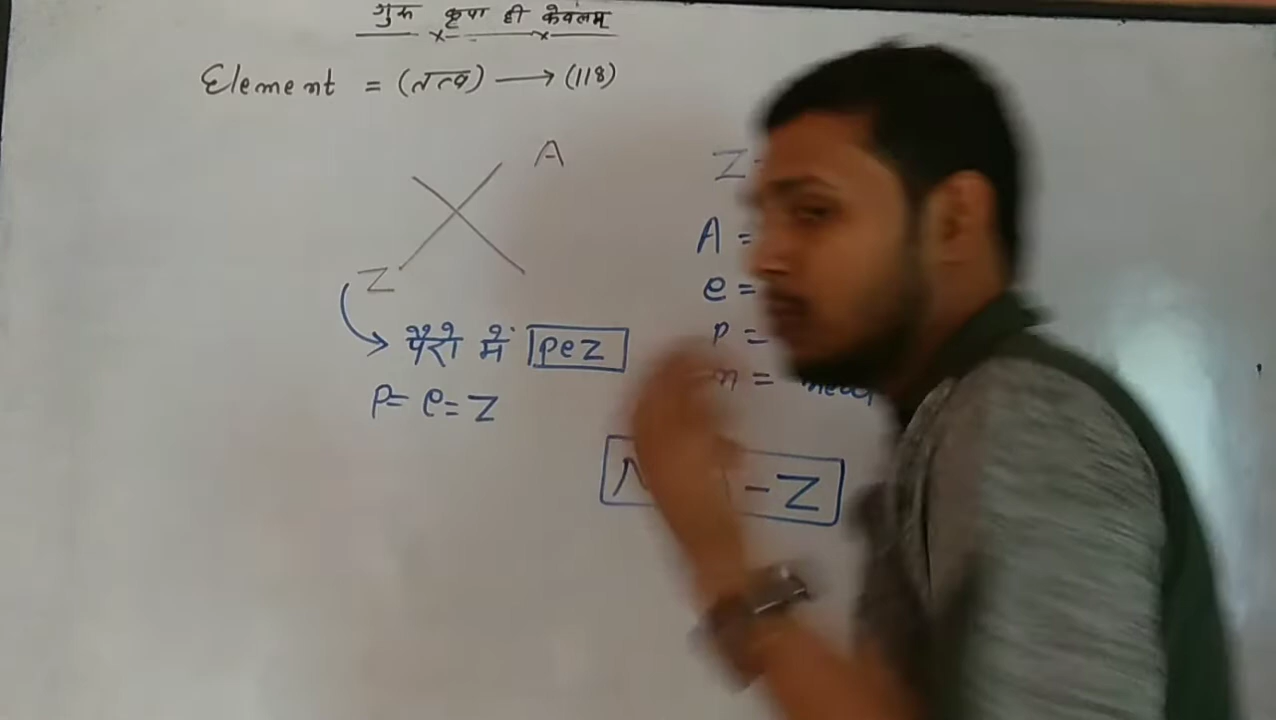 गुरू कृपा ही केवलम
Element = (तत्व) → (118)
A
Z
Z
पैरों में pez
P= e= Z
A =
e =
p =
n =
- Z